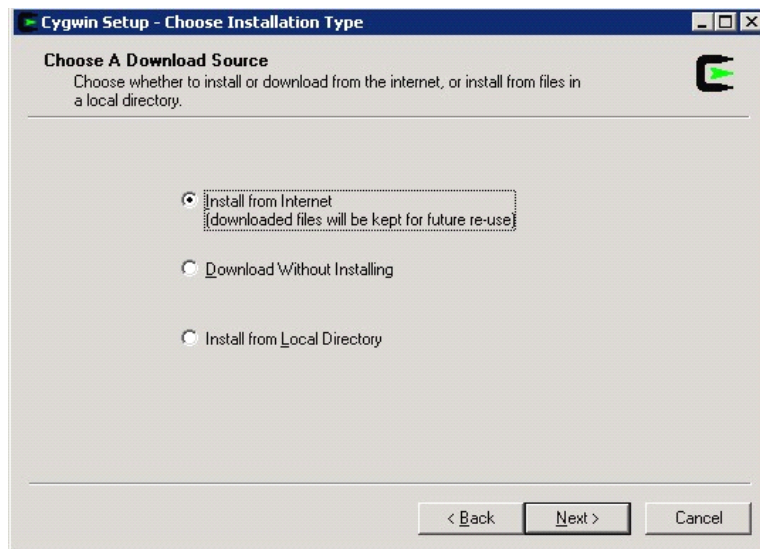 Cygwin Setup - Choose Installation Type
Choose A Download Source
Choose whether to install or download from the internet, or install from files in
a local directory.
Install from Internet
(downloaded files will be kept for future re-use)
Download Without Installing
Install from Local Directory
< Back
Next >
Cancel